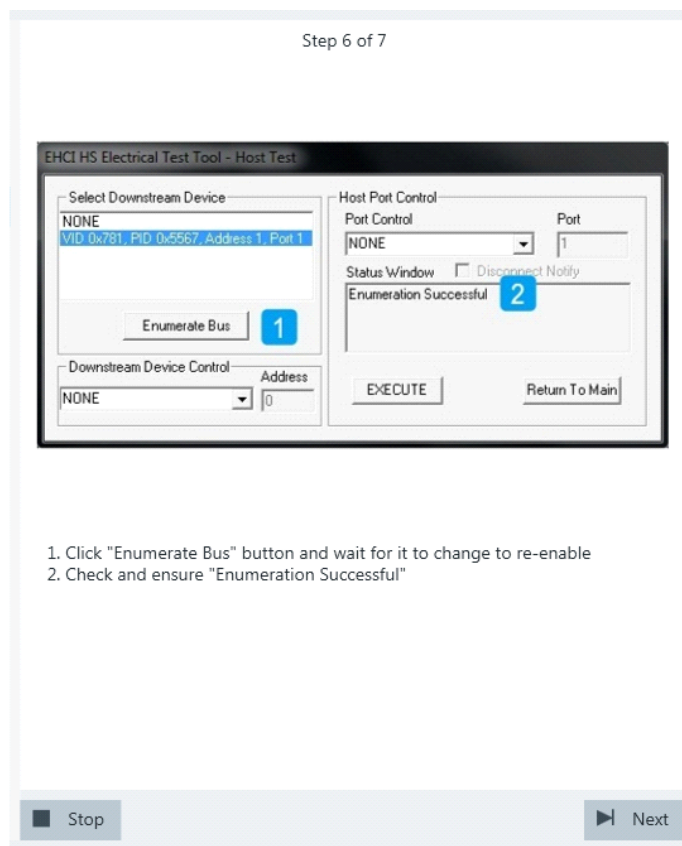 Step 6 of 7
EHCI HS Electrical Test Tool - Host Test
Select Downstream Device
NONE
VID 0x781, PID 0x5567, Address 1, Port 1
Enumerate Bus
1
Downstream Device Control
Address
NONE
0
Host Port Control
Port Control
Port
NONE
1
Status Window
Disconnect Notify
Enumeration Successful
2
EXECUTE
Return To Main
1. Click "Enumerate Bus" button and wait for it to change to re-enable
2. Check and ensure "Enumeration Successful"
Stop
Next